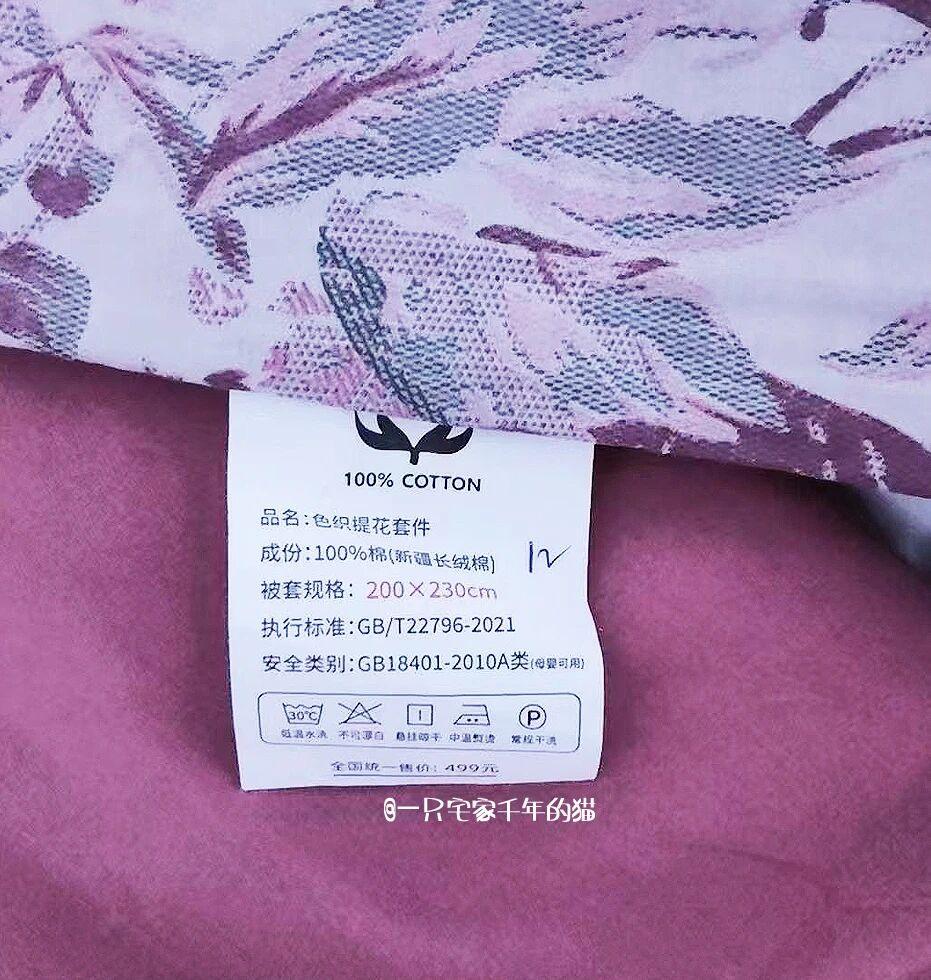 100% COTTON
品名：色织提花套件
成份：100%棉(新疆长绒棉)
12
被套规格：200×230cm
执行标准：GB/T22796-2021
安全类别：GB18401-2010A类(母婴可用)
30℃ P
低温水洗 不可漂白 悬挂晾干 中温熨烫 常规干洗
全国统一售价：499元
@一只宅家千年的猫